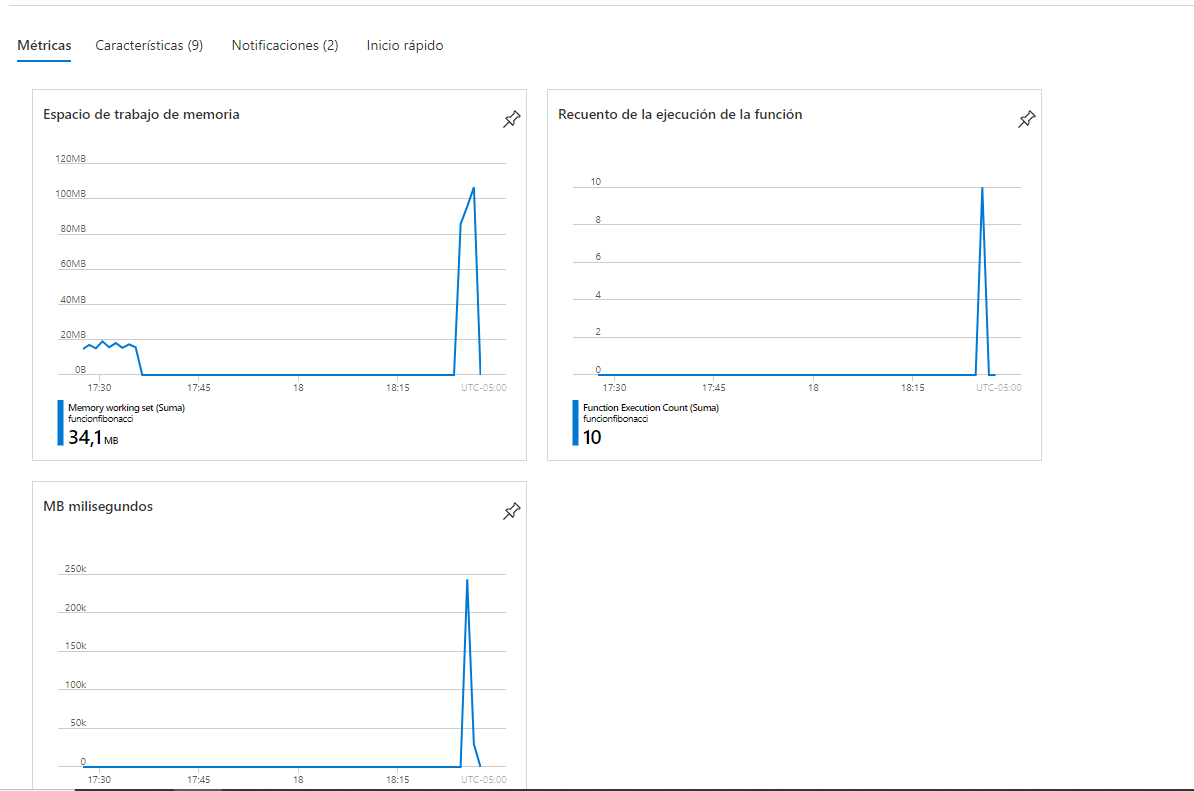 Métricas Características (9) Notificaciones (2) Inicio rápido
Espacio de trabajo de memoria
120MB
100MB
80MB
60MB
40MB
20MB
0B
17:30 17:45 18 18:15 UTC-05:00
Memory working set (Suma)
funcionfibonacci
34,1 MB
Recuento de la ejecución de la función
10
8
6
4
2
0
17:30 17:45 18 18:15 UTC-05:00
Function Execution Count (Suma)
funcionfibonacci
10
MB milisegundos
250k
200k
150k
100k
50k
0
17:30 17:45 18 18:15 UTC-05:00